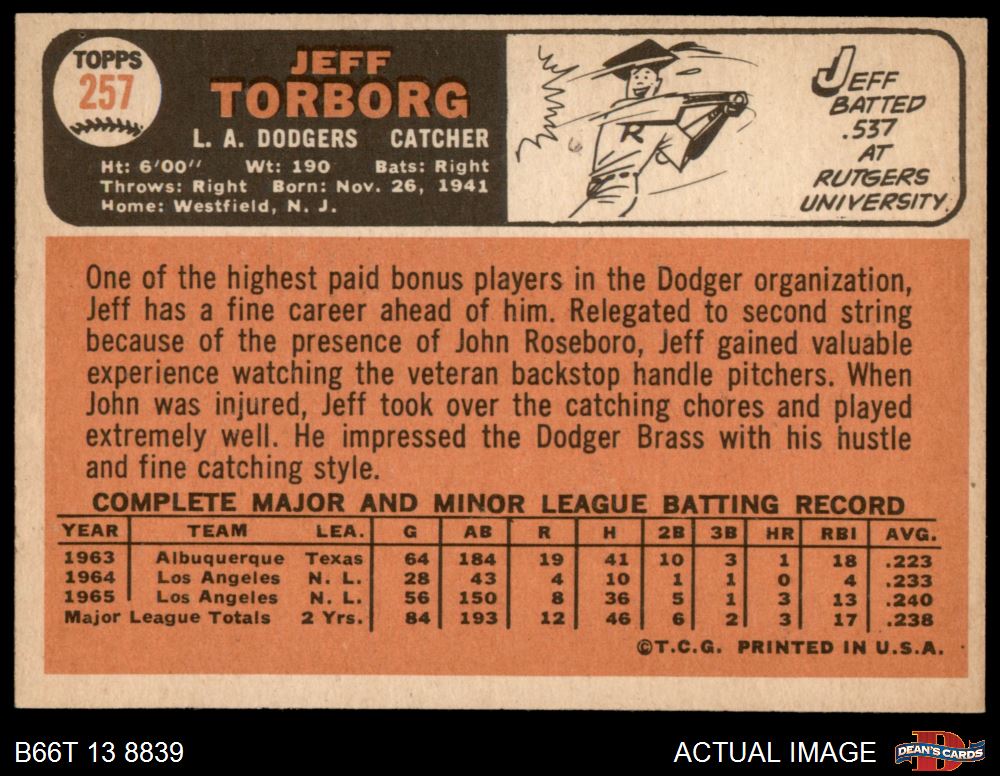 TOPPS
257
JEFF
TORBORG
L. A. DODGERS CATCHER
Ht: 6'00" Wt: 190 Bats: Right
Throws: Right Born: Nov. 26, 1941
Home: Westfield, N. J.
R
JEFF
BATTED
.537
AT
RUTGERS
UNIVERSITY.
One of the highest paid bonus players in the Dodger organization,
Jeff has a fine career ahead of him. Relegated to second string
because of the presence of John Roseboro, Jeff gained valuable
experience watching the veteran backstop handle pitchers. When
John was injured, Jeff took over the catching chores and played
extremely well. He impressed the Dodger Brass with his hustle
and fine catching style.
COMPLETE MAJOR AND MINOR LEAGUE BATTING RECORD
YEAR TEAM LEA. G AB R H 2B 3B HR RBI AVG.
1963 Albuquerque Texas 64 184 19 41 10 3 1 18 .223
1964 Los Angeles N. L. 28 43 4 10 1 1 0 4 .233
1965 Los Angeles N. L. 56 150 8 36 5 1 3 13 .240
Major League Totals 2 Yrs. 84 193 12 46 6 2 3 17 .238
©T.C.G. PRINTED IN U.S.A.
B66T 13 8839
ACTUAL IMAGE
DEAN'S CARDS